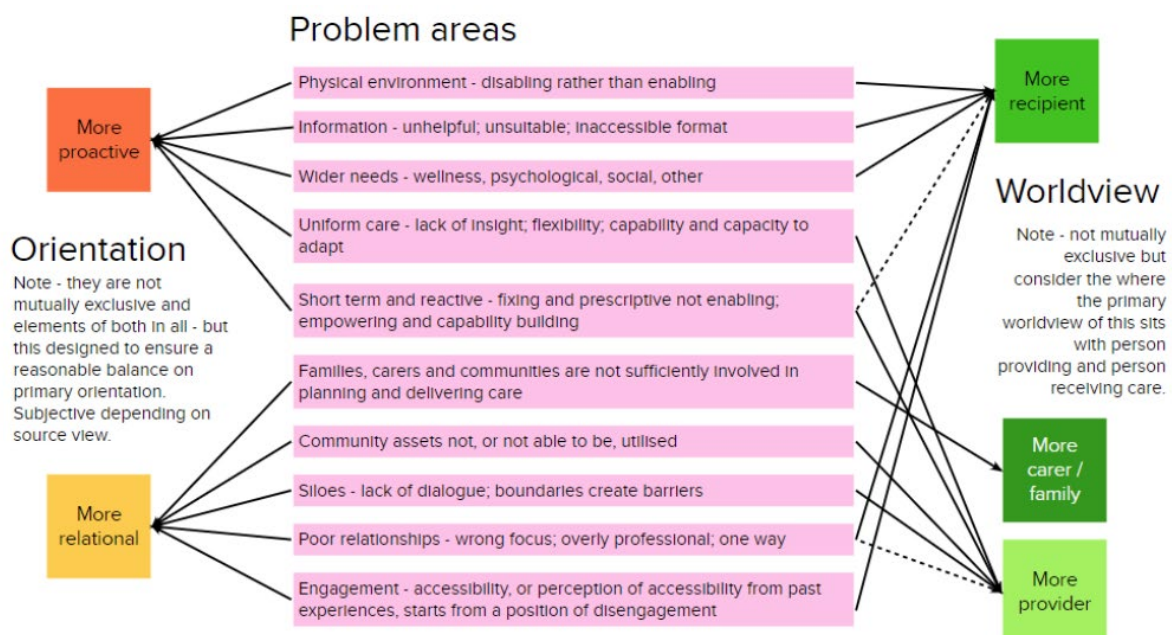 Problem areas
More
proactive
Orientation
Note - they are not
mutually exclusive and
elements of both in all - but
this designed to ensure a
reasonable balance on
primary orientation.
Subjective depending on
source view.
More
relational
Physical environment - disabling rather than enabling
Information - unhelpful; unsuitable; inaccessible format
Wider needs - wellness, psychological, social, other
Uniform care - lack of insight; flexibility; capability and capacity to
adapt
Short term and reactive - fixing and prescriptive not enabling;
empowering and capability building
Families, carers and communities are not sufficiently involved in
planning and delivering care
Community assets not, or not able to be, utilised
Siloes - lack of dialogue; boundaries create barriers
Poor relationships - wrong focus; overly professional; one way
Engagement - accessibility, or perception of accessibility from past
experiences, starts from a position of disengagement
More
recipient
Worldview
Note - not mutually
exclusive but
consider the where
the primary
worldview of this sits
with person
providing and person
receiving care.
More
carer /
family
More
provider